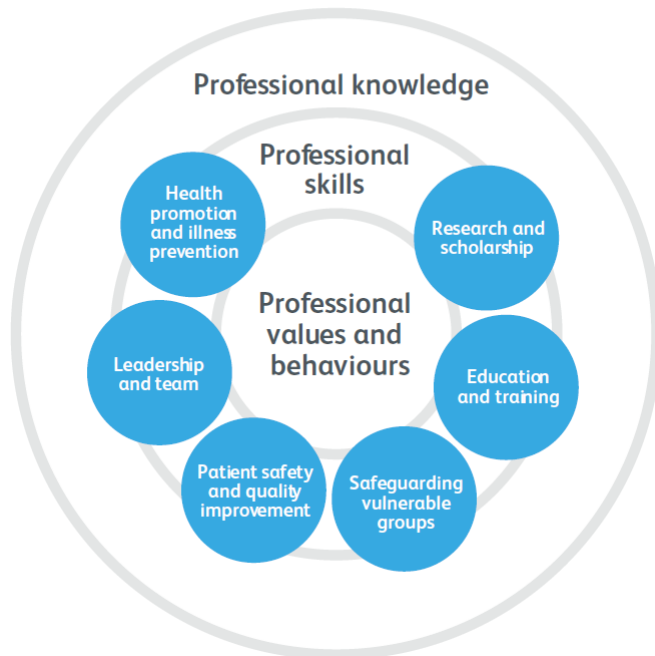 Professional knowledge
Professional
skills
Health
promotion
and illness
prevention
Research and
scholarship
Professional
values and
behaviours
Leadership
and team
Education
and training
Patient safety
and quality
improvement
Safeguarding
vulnerable
groups